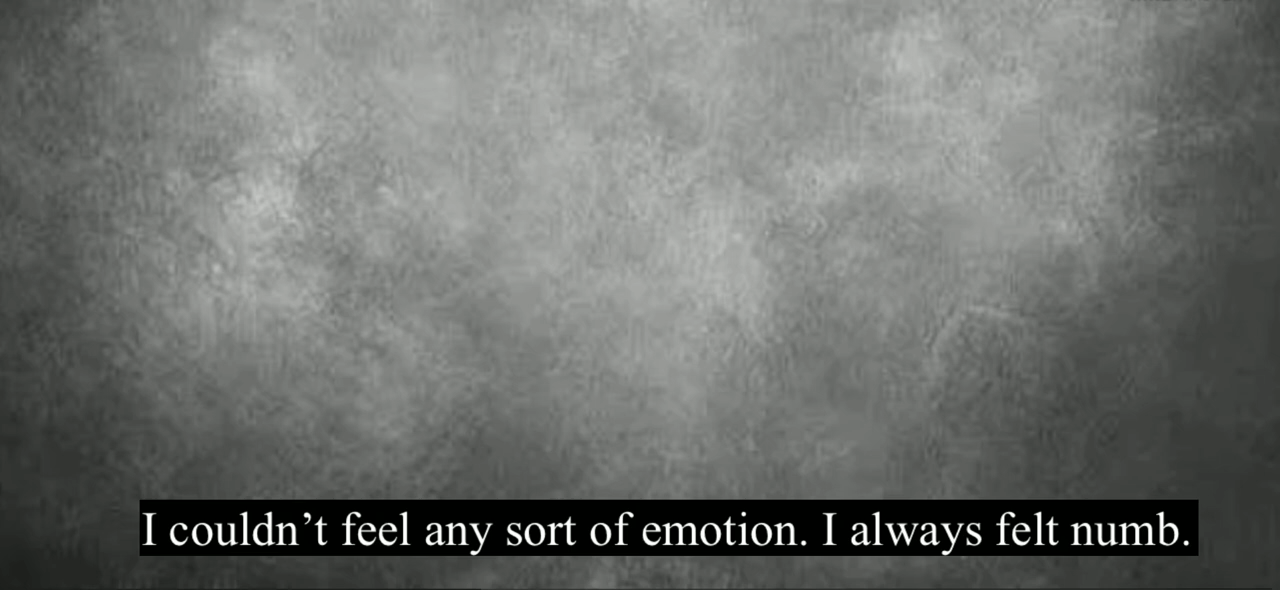 I couldn’t feel any sort of emotion. I always felt numb.